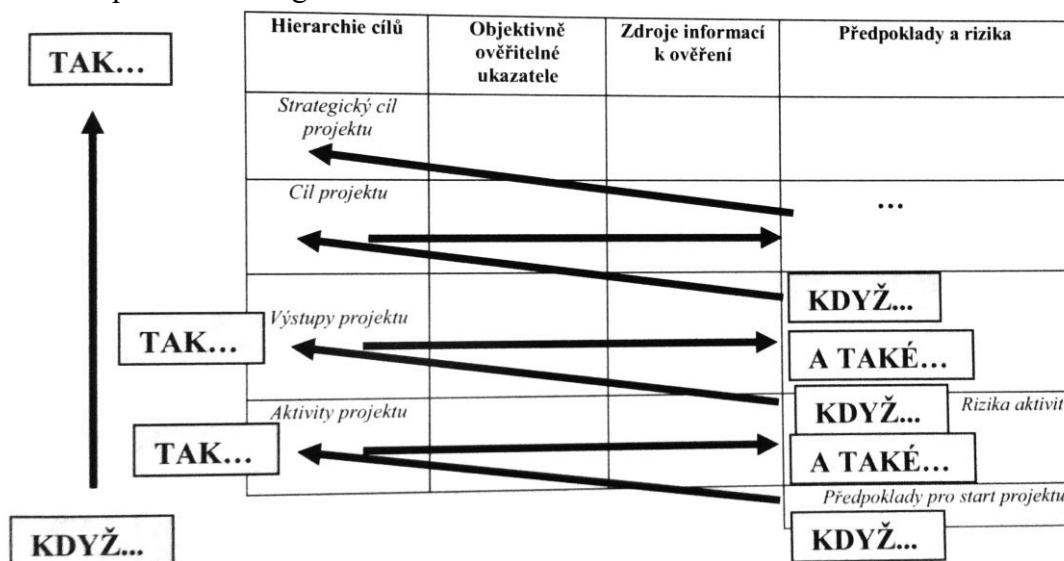 Hierarchie cílů
Objektivně
ověřitelné
ukazatele
Zdroje informací
k ověření
Předpoklady a rizika
TAK...
Strategický cíl
projektu
Cíl projektu
...
KDYŽ...
Výstupy projektu
TAK...
A TAKÉ...
Aktivity projektu
KDYŽ...
Rizika aktivit
TAK...
A TAKÉ...
Předpoklady pro start projektu
KDYŽ...
KDYŽ...